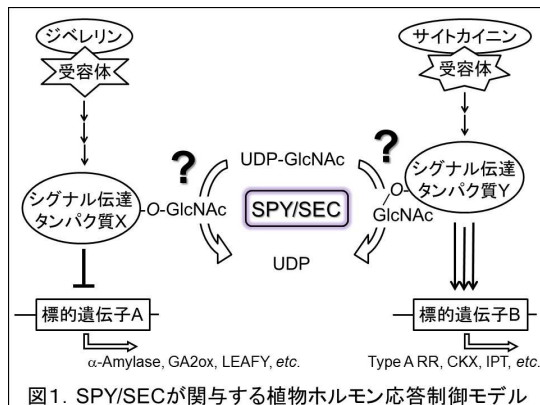 ジベレリン
受容体
サイトカイニン
受容体
?
?
UDP-GlcNAc
シグナル伝達
タンパク質X
-O-GlcNAc
SPY/SEC
O-
GlcNAc
シグナル伝達
タンパク質Y
UDP
標的遺伝子A
標的遺伝子B
α-Amylase, GA2ox, LEAFY, etc.
Type A RR, CKX, IPT, etc.
図1. SPY/SECが関与する植物ホルモン応答制御モデル